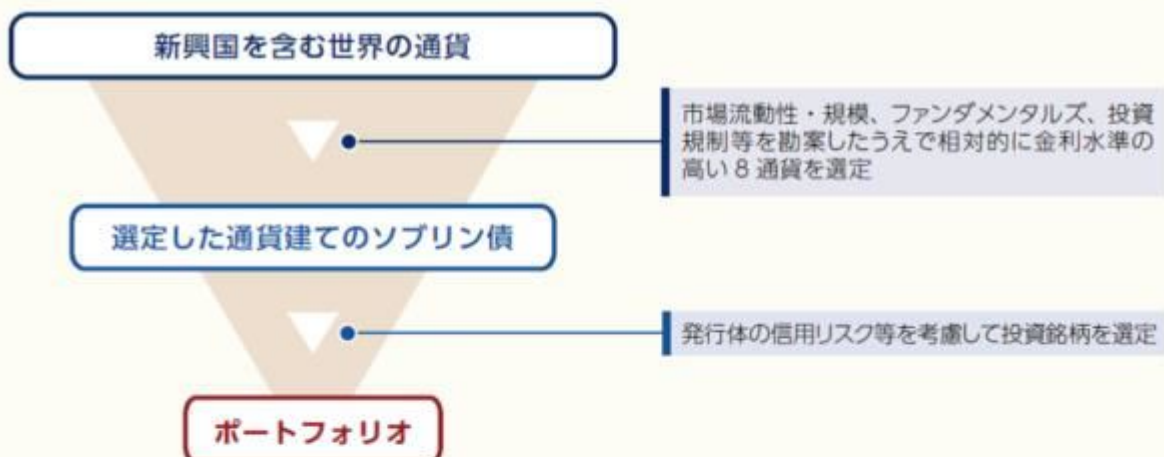 新興国を含む世界の通貨
市場流動性・規模、ファンダメンタルズ、投資
規制等を勘案したうえで相対的に金利水準の
高い 8 通貨を選定
選定した通貨建てのソブリン債
発行体の信用リスク等を考慮して投資銘柄を選定
ポートフォリオ